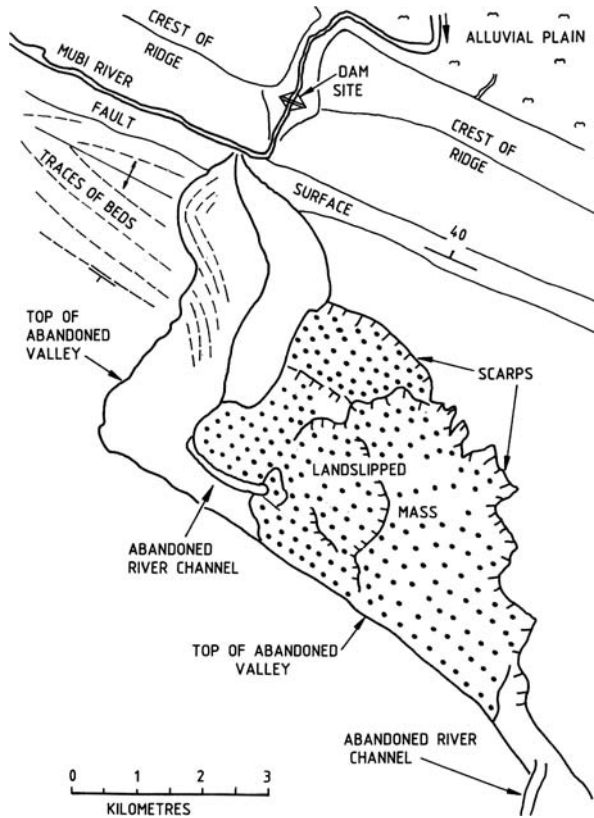 CREST OF
RIDGE
ALLUVIAL PLAIN
MUBI RIVER
DAM
SITE
FAULT
CREST OF
RIDGE
TRACES OF BEDS
SURFACE
40
TOP OF
ABANDONED
VALLEY
SCARPS
LANDSLIPPED
MASS
ABANDONED
RIVER CHANNEL
TOP OF ABANDONED
VALLEY
ABANDONED RIVER
CHANNEL
0 1 2 3
KILOMETRES